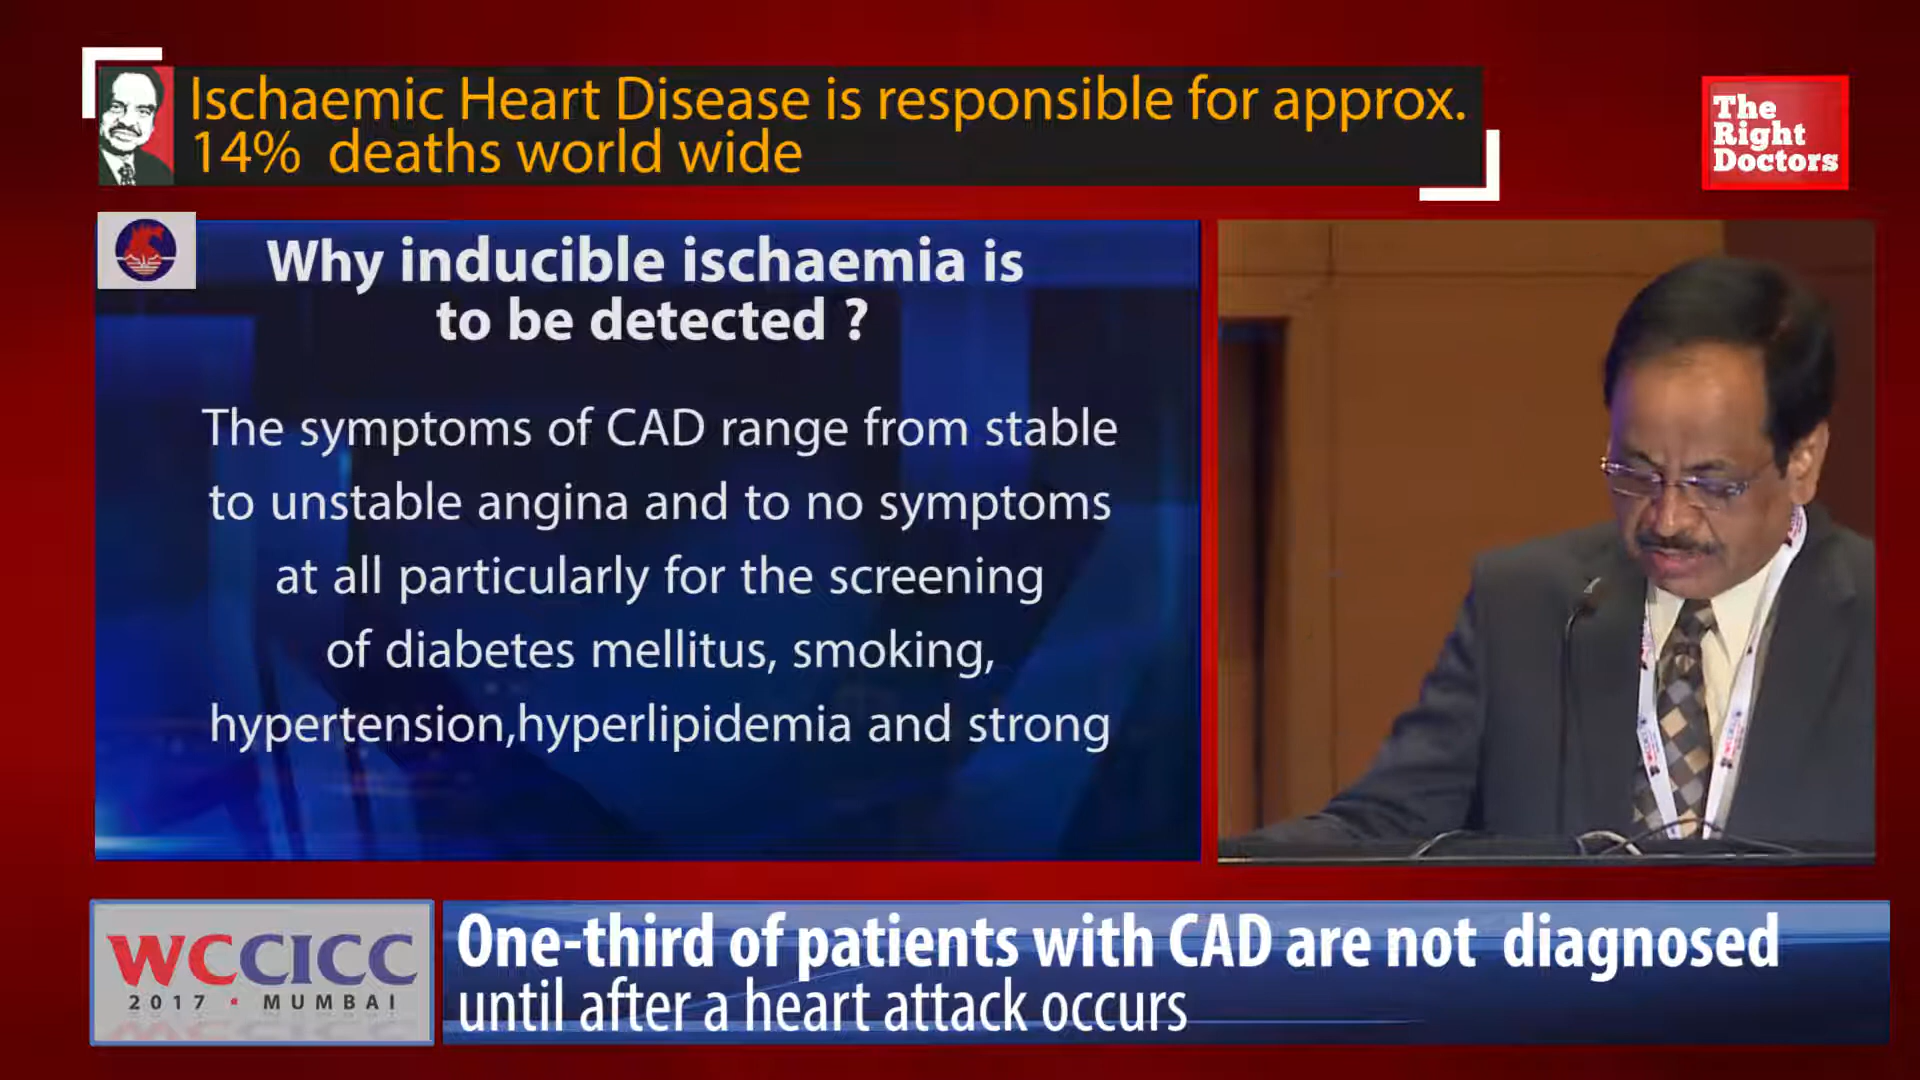 Ischaemic Heart Disease is responsible for approx.
14% deaths world wide
The
Right
Doctors
Why inducible ischaemia is
to be detected ?
The symptoms of CAD range from stable
to unstable angina and to no symptoms
at all particularly for the screening
of diabetes mellitus, smoking,
hypertension,hyperlipidemia and strong
WCCICC
2017 • MUMBAI
One-third of patients with CAD are not diagnosed
until after a heart attack occurs